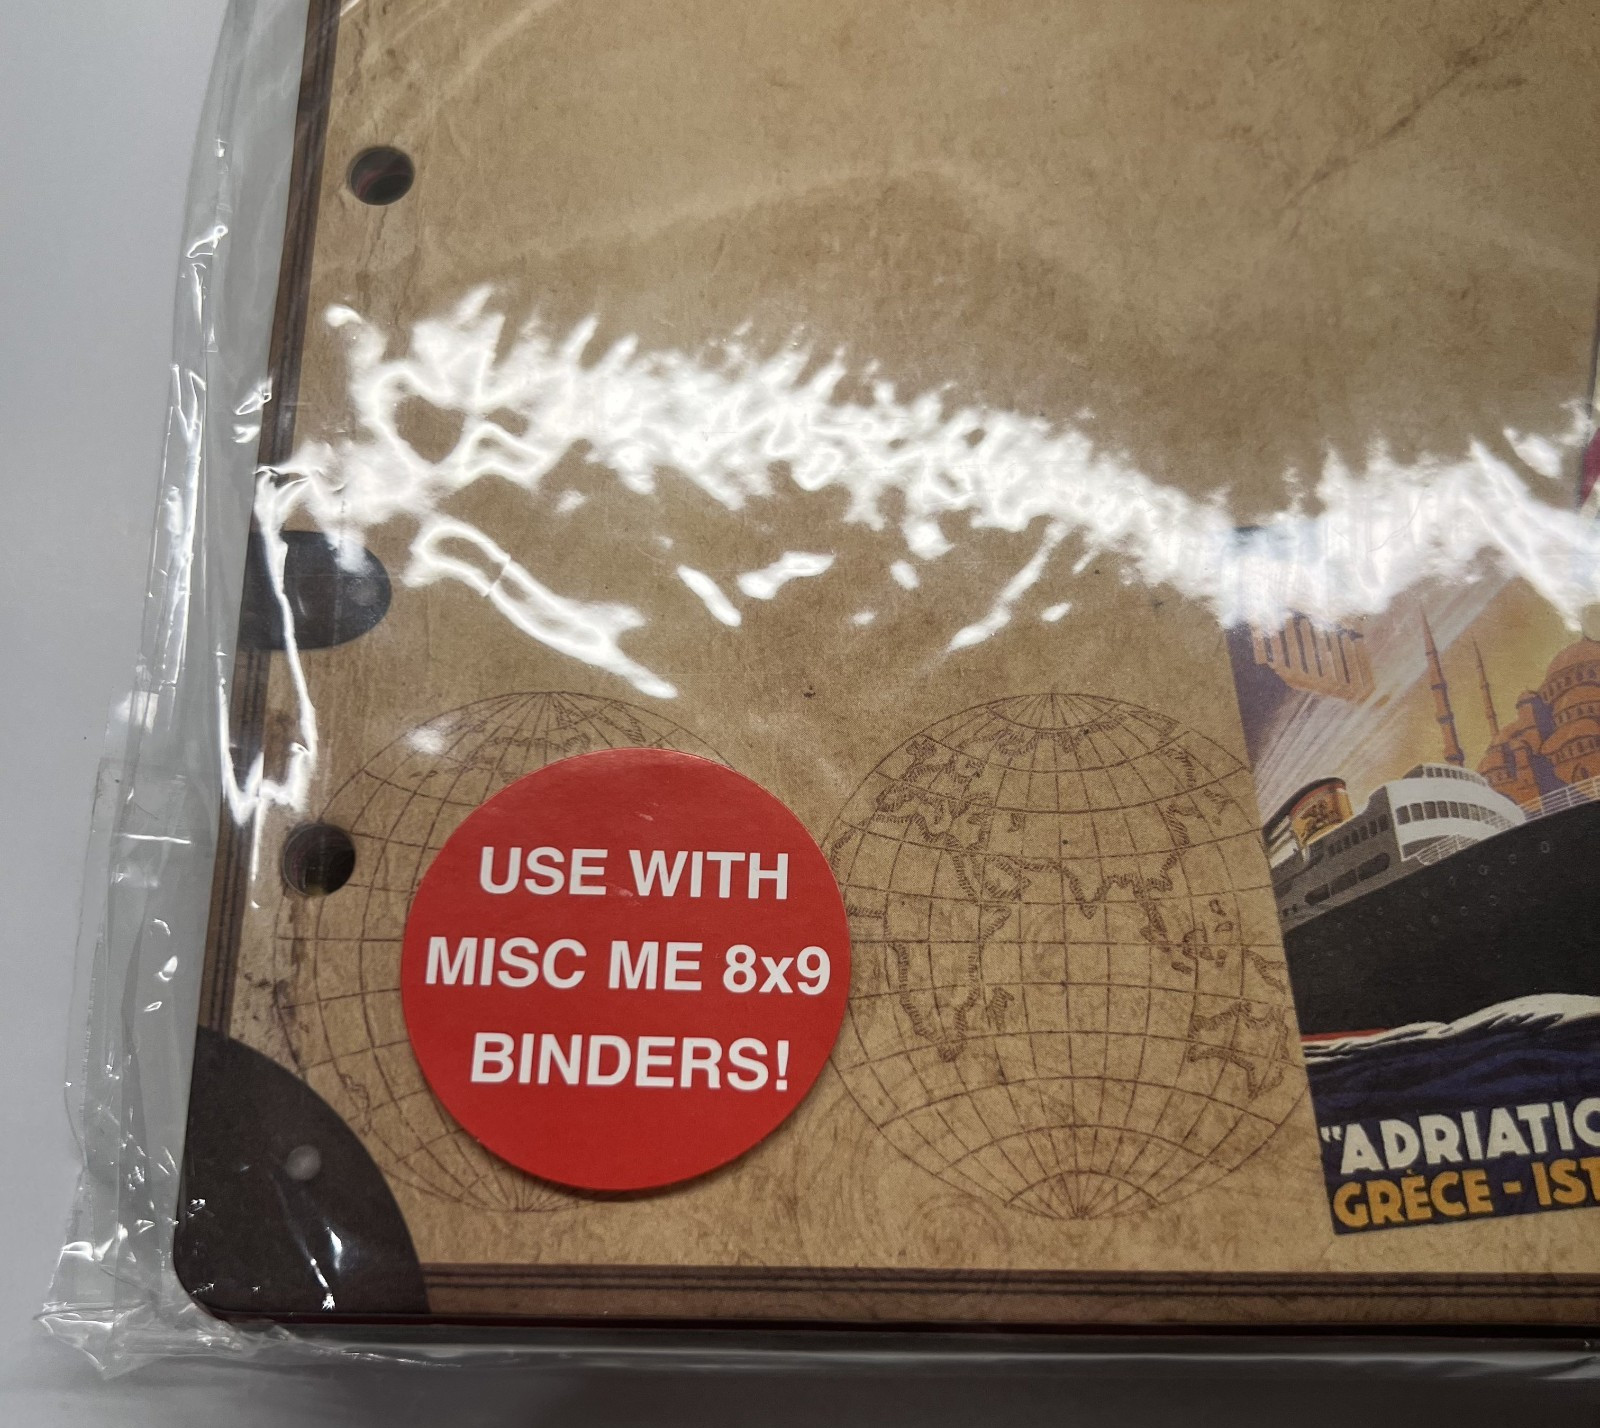 USE WITH
MISC ME 8x9
BINDERS!
"ADRIATIC
GRÈCE - IST